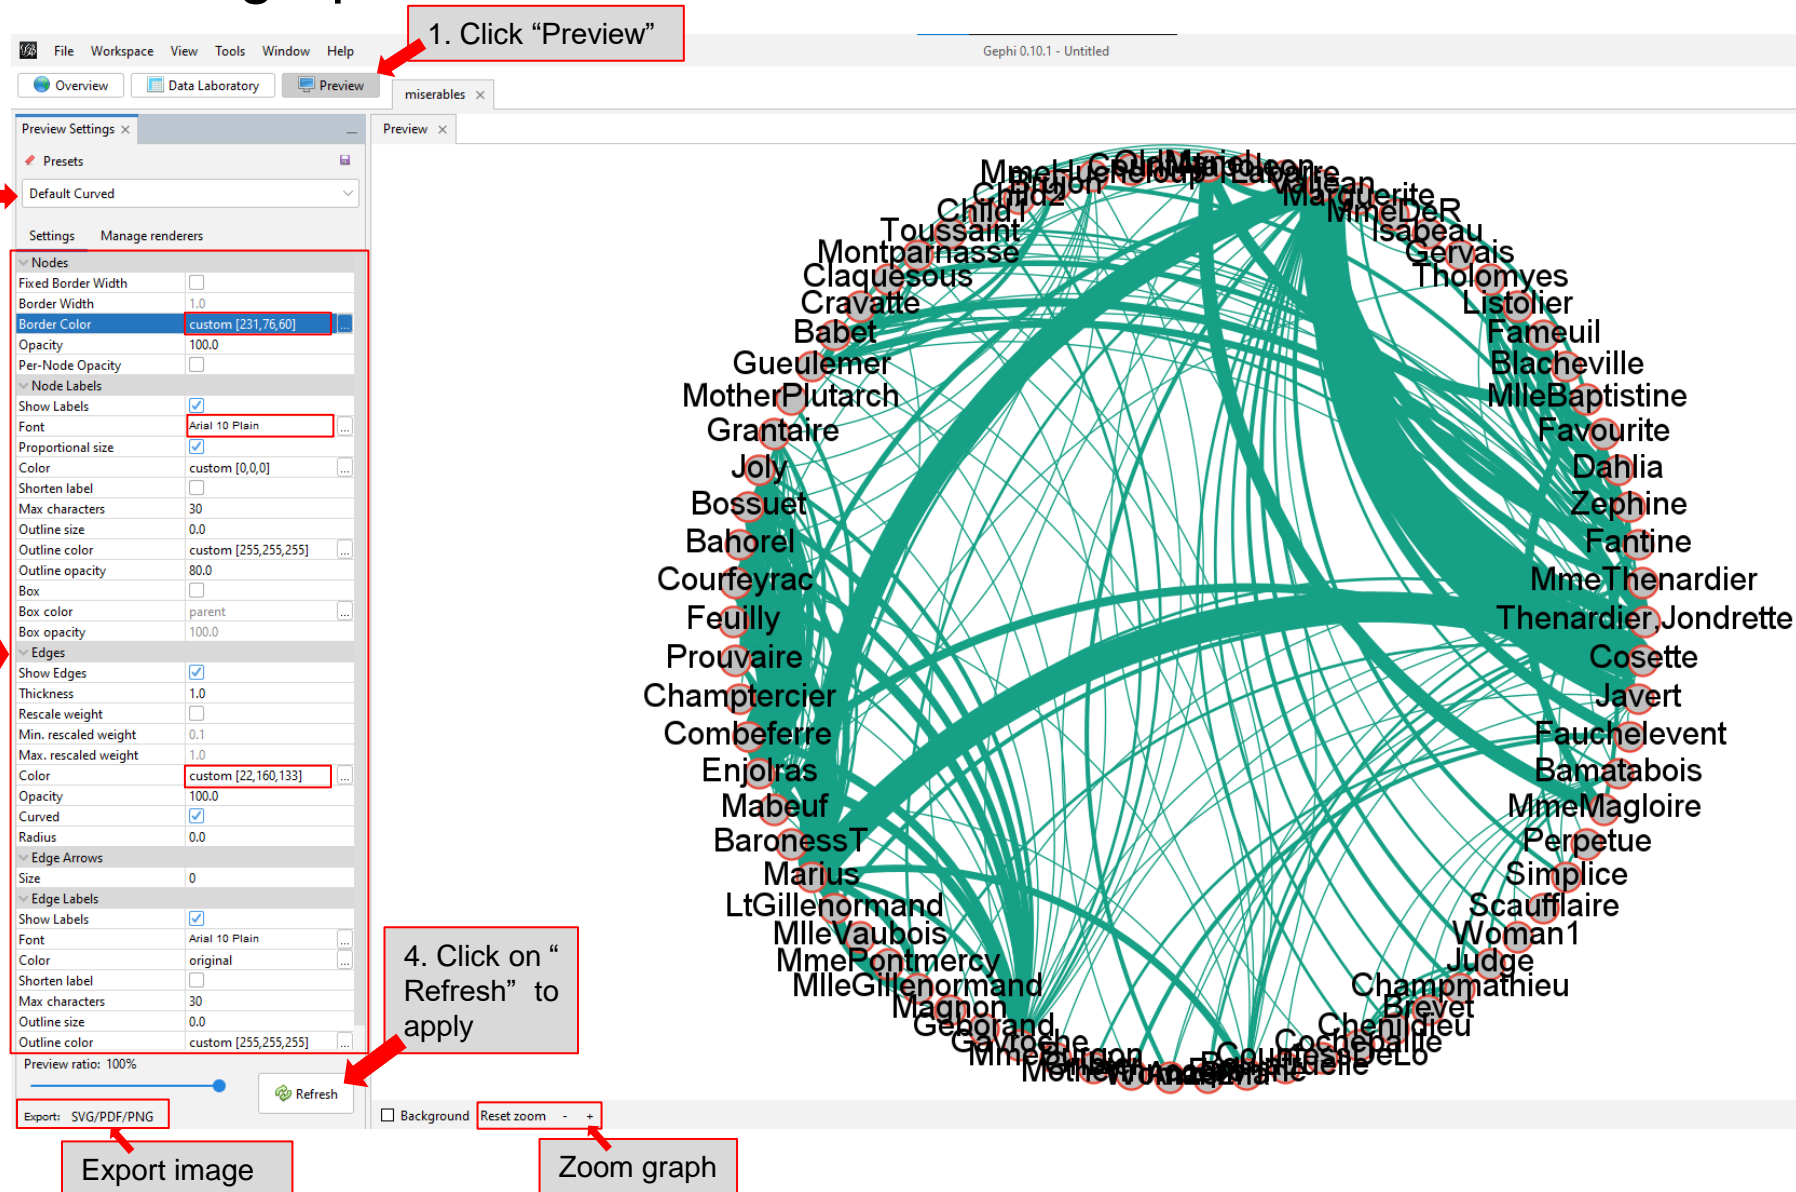 1. Click “Preview”
File Workspace View Tools Window Help
Gephi 0.10.1 - Untitled
Overview Data Laboratory Preview
miserables
Preview Settings
Preview
Presets
Default Curved
Settings Manage renderers
Nodes
Fixed Border Width
Border Width 1.0
Border Color custom [231,76,60] ...
Opacity 100.0
Per-Node Opacity
Node Labels
Show Labels
Font Arial 10 Plain ...
Proportional size
Color custom [0,0,0] ...
Shorten label
Max characters 30
Outline size 0.0
Outline color custom [255,255,255] ...
Outline opacity 80.0
Box
Box color parent ...
Box opacity 100.0
Edges
Show Edges
Thickness 1.0
Rescale weight
Min. rescaled weight 0.1
Max. rescaled weight 1.0
Color custom [22,160,133] ...
Opacity 100.0
Curved
Radius 0.0
Edge Arrows
Size 0
Edge Labels
Show Labels
Font Arial 10 Plain ...
Color original ...
Shorten label
Max characters 30
Outline size 0.0
Outline color custom [255,255,255] ...
Preview ratio: 100%
Refresh
Export: SVG/PDF/PNG
Export image
4. Click on “
Refresh” to
apply
Background Reset zoom - +
Zoom graph
Child2
Child1
Toussaint
Montparnasse
Claquesous
Cravatte
Babet
Gueulemer
MotherPlutarch
Grantaire
Joly
Bossuet
Bahorel
Courfeyrac
Feuilly
Prouvaire
Champtercier
Combeferre
Enjolras
Mabeuf
BaronessT
Marius
LtGillenormand
MlleVaubois
MmePontmercy
MlleGillenormand
Magnon
Geborand
Gavroche
Labarre
Valjean
Marguerite
MmeDeR
Isabeau
Gervais
Tholomyes
Listolier
Fameuil
Blacheville
MlleBaptistine
Favourite
Dahlia
Zephine
Fantine
MmeThenardier
Thenardier,Jondrette
Cosette
Javert
Fauchelevent
Bamatabois
MmeMagloire
Perpetue
Simplice
Scaufflaire
Woman1
Judge
Champmathieu
Brevet
Chenildieu
Cochepaille
CountessDeLo